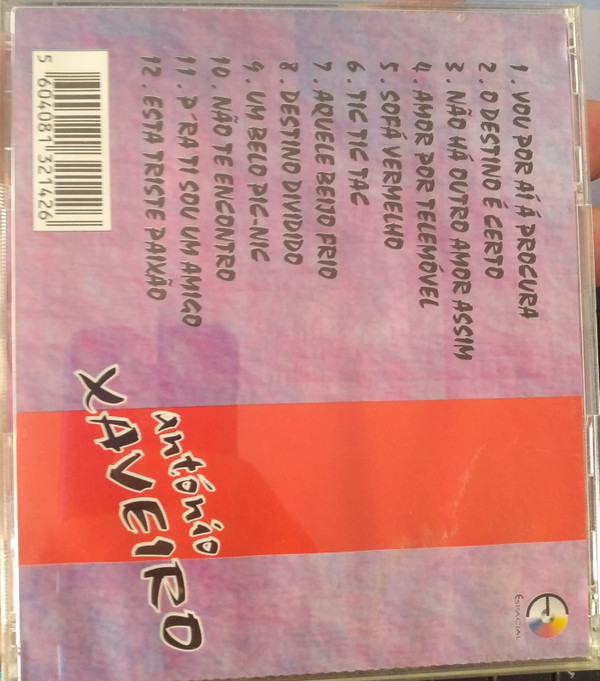 1. VOU POR AÍ Á PROCURA
2. O DESTINO É CERTO
3. NÃO HÁ OUTRO AMOR ASSIM
4. AMOR POR TELEMÓVEL
5. SOFÁ VERMELHO
6. TIC TIC TAC
7. AQUELE BEIJO FRIO
8. DESTINO DIVIDIDO
9. UM BELO PIC-NIC
10. NÃO TE ENCONTRO
11. P´RA TI SOU UM AMIGO
12. ESTA TRISTE PAIXÃO
5 604081 321426
antónio
XAVEIRO
ESPACIAL